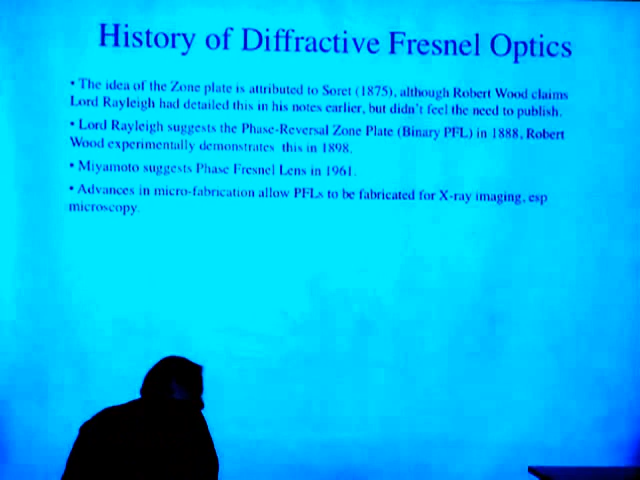 History of Diffractive Fresnel Optics
• The idea of the Zone plate is attributed to Soret (1875), although Robert Wood claims
Lord Rayleigh had detailed this in his notes earlier, but didn't feel the need to publish.
• Lord Rayleigh suggests the Phase-Reversal Zone Plate (Binary PFL) in 1888, Robert
Wood experimentally demonstrates this in 1898.
• Miyamoto suggests Phase Fresnel Lens in 1961.
• Advances in micro-fabrication allow PFLs to be fabricated for X-ray imaging, esp
microscopy.